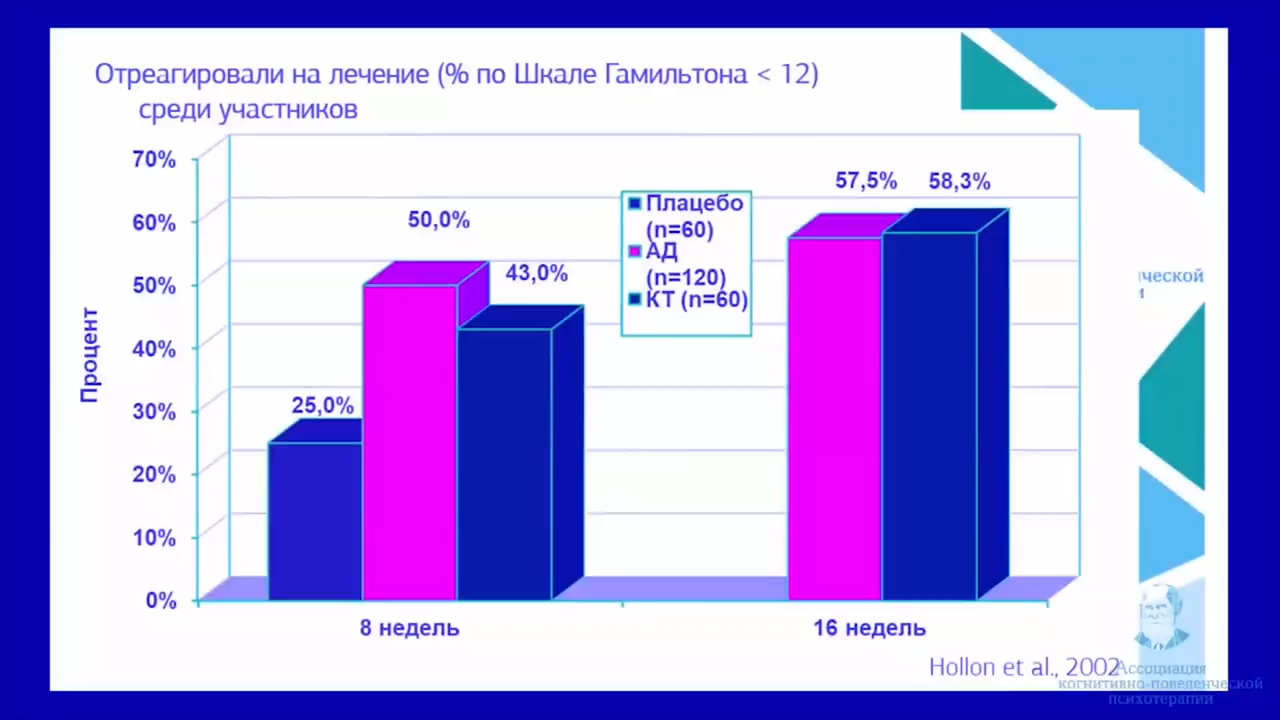 Отреагировали на лечение (% по Шкале Гамильтона < 12)
среди участников
Процент
70%
60%
50%
40%
30%
20%
10%
0%
25,0%
50,0%
43,0%
57,5%
58,3%
Плацебо
(n=60)
АД
(n=120)
КТ (n=60)
8 недель
16 недель
ической
Hollon et al., 2002
Ассоциация
когнитивно-поведенческой
психотерапии